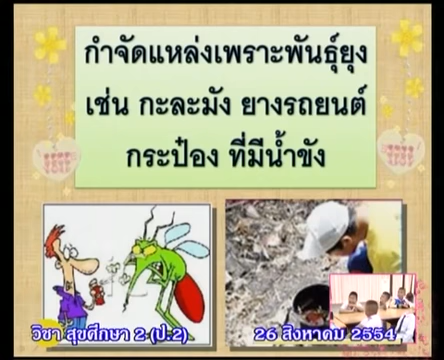 กำจัดแหล่งเพราะพันธุ์ยุง
เช่น กะละมัง ยางรถยนต์
กระป๋อง ที่มีน้ำขัง
วิชา สุขศึกษา 2 (ป.2)
26 สิงหาคม 2554